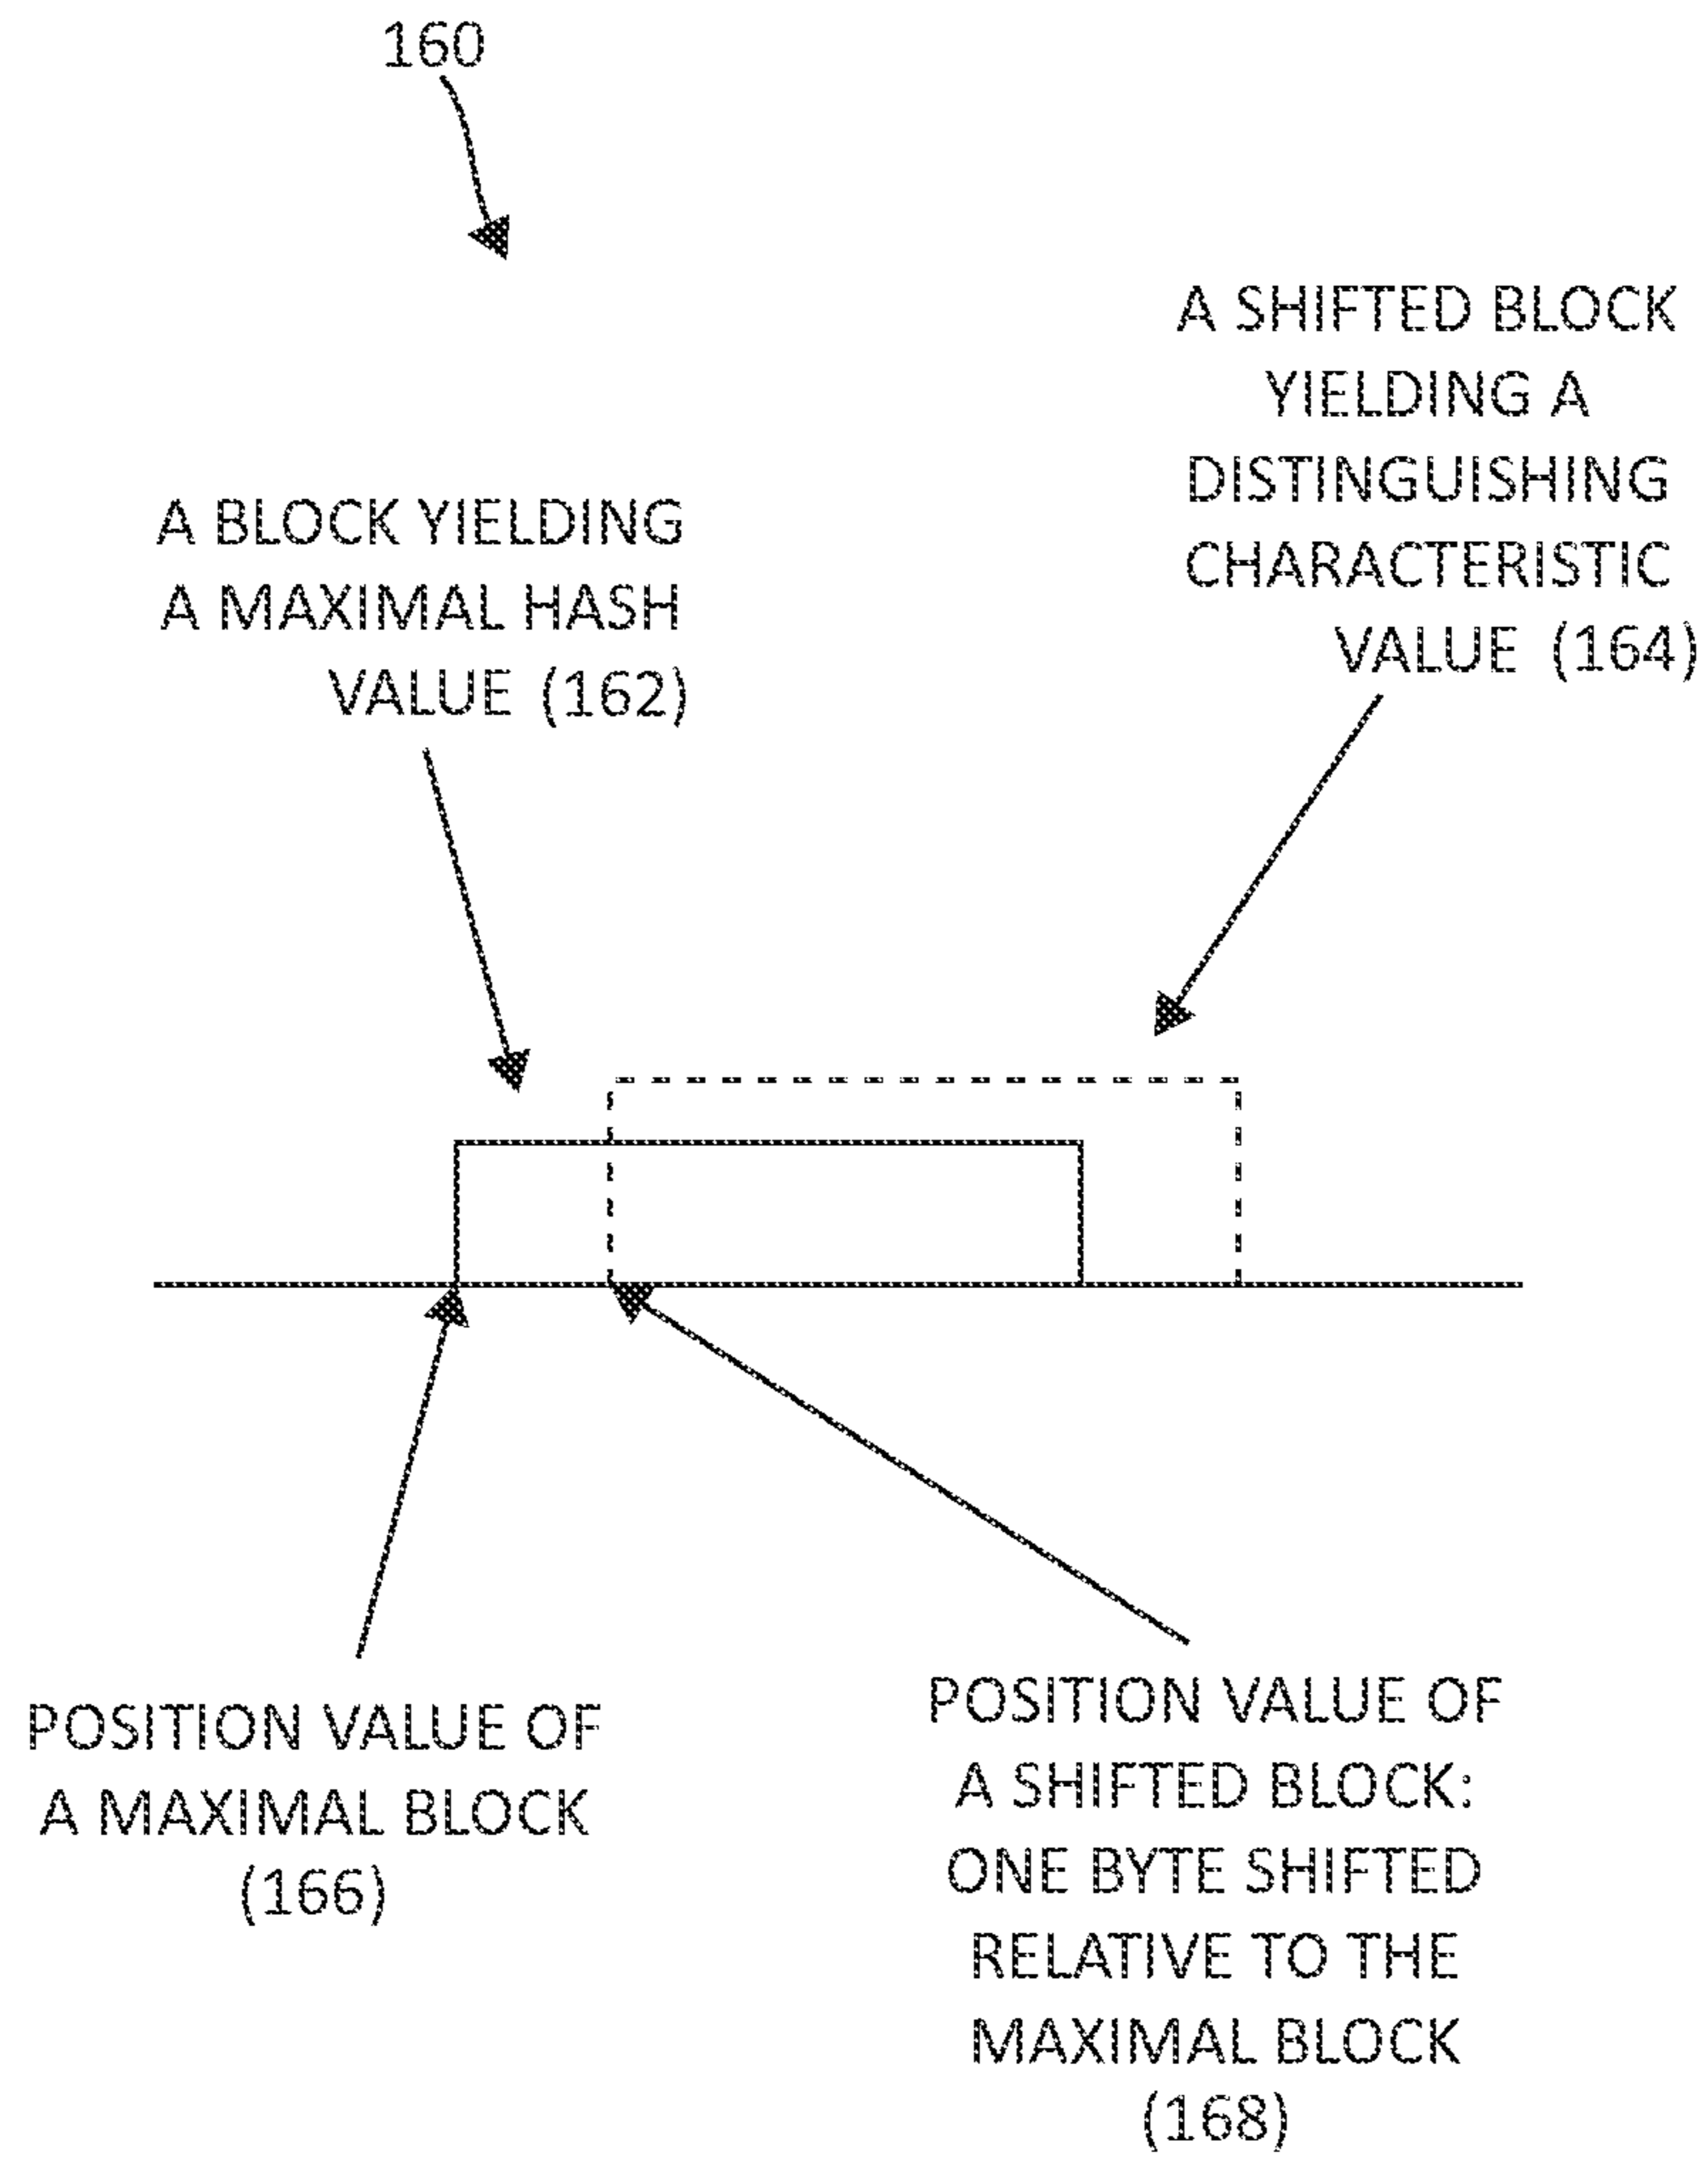 160
A SHIFTED BLOCK
YIELDING A
DISTINGUISHING
CHARACTERISTIC
VALUE (164)
A BLOCK YIELDING
A MAXIMAL HASH
VALUE (162)
POSITION VALUE OF
A MAXIMAL BLOCK
(166)
POSITION VALUE OF
A SHIFTED BLOCK:
ONE BYTE SHIFTED
RELATIVE TO THE
MAXIMAL BLOCK
(168)